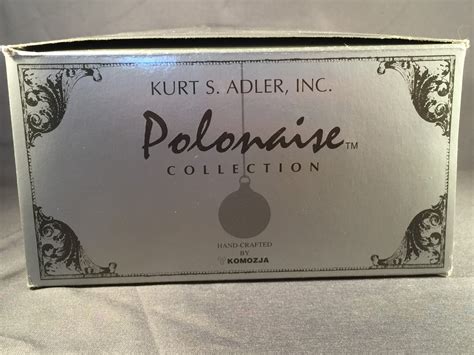 KURT S. ADLER, INC.
Polonaise™
COLLECTION
HAND-CRAFTED
BY
KOMOZJA